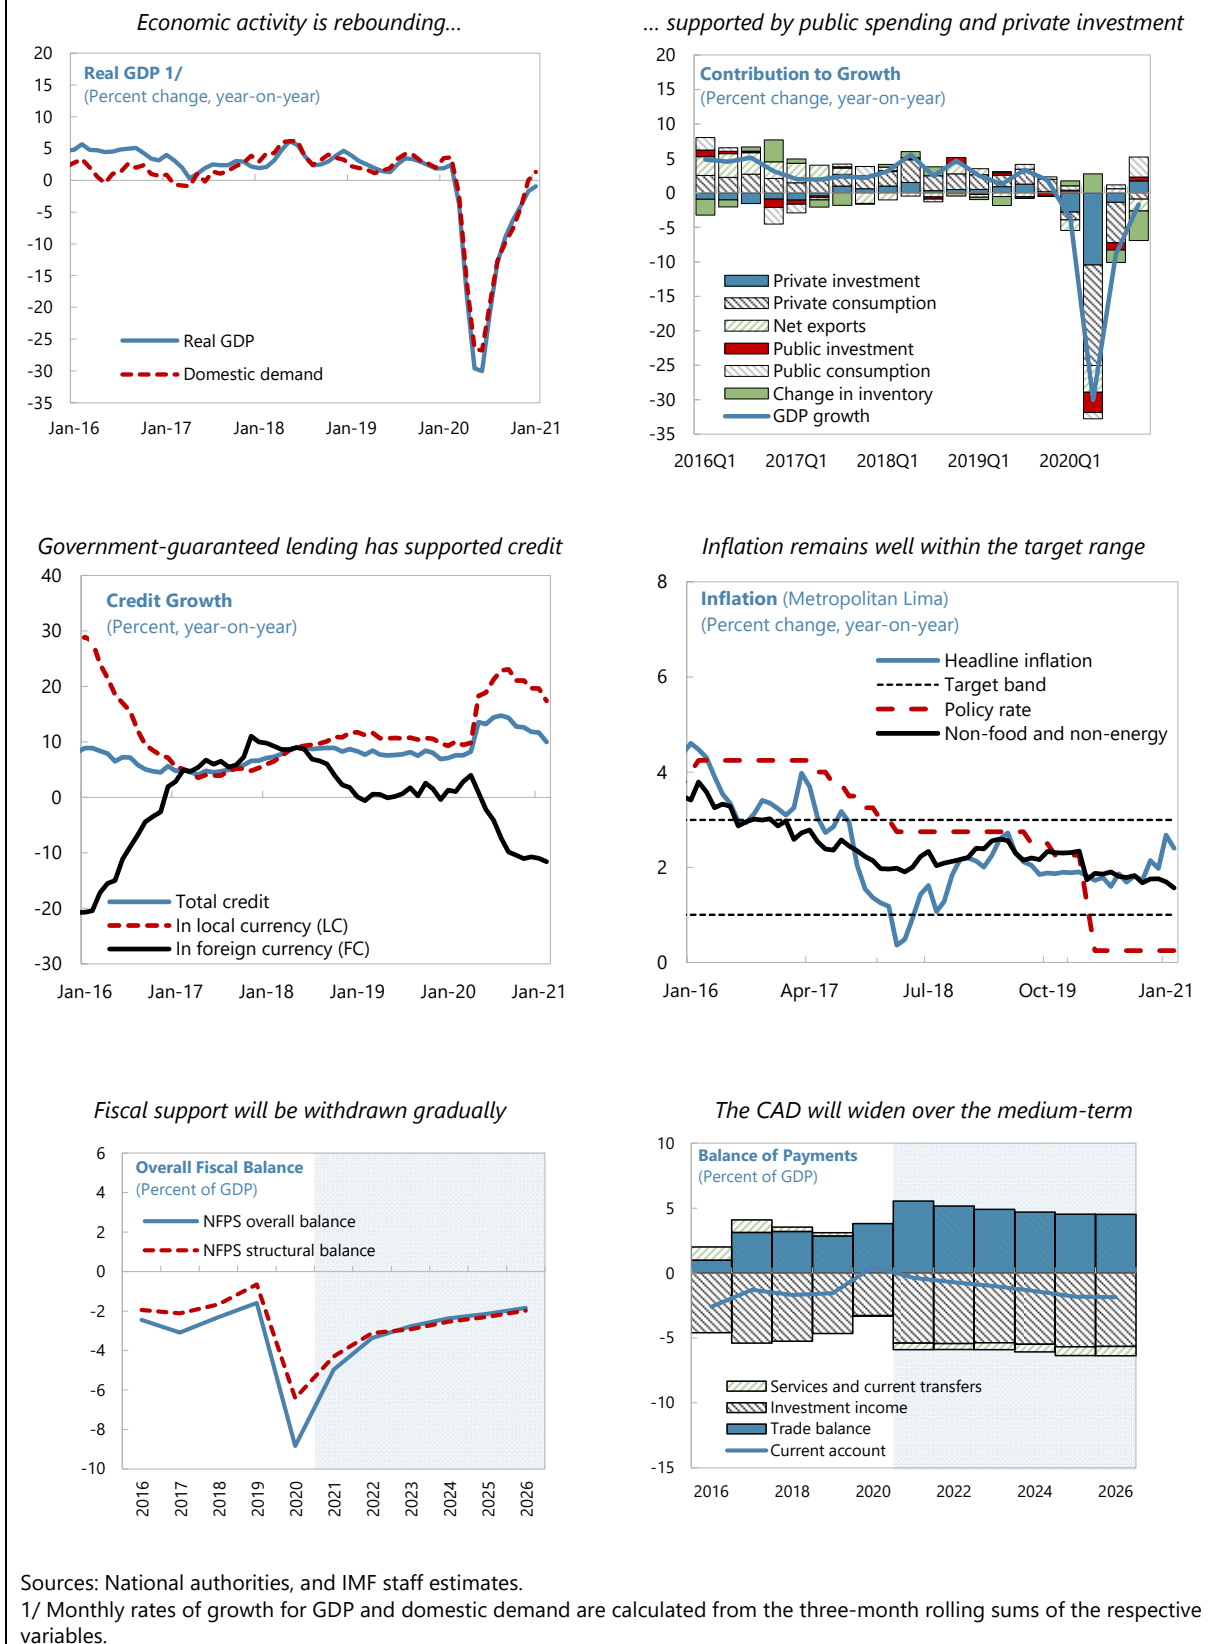 Economic activity is rebounding...
Real GDP 1/
(Percent change, year-on-year)
20
15
10
5
0
-5
-10
-15
-20
-25
-30
-35
Real GDP
Domestic demand
Jan-16 Jan-17 Jan-18 Jan-19 Jan-20 Jan-21
... supported by public spending and private investment
Contribution to Growth
(Percent change, year-on-year)
20
15
10
5
0
-5
-10
-15
-20
-25
-30
-35
Private investment
Private consumption
Net exports
Public investment
Public consumption
Change in inventory
GDP growth
2016Q1 2017Q1 2018Q1 2019Q1 2020Q1
Government-guaranteed lending has supported credit
Credit Growth
(Percent, year-on-year)
40
30
20
10
0
-10
-20
-30
Total credit
In local currency (LC)
In foreign currency (FC)
Jan-16 Jan-17 Jan-18 Jan-19 Jan-20 Jan-21
Inflation remains well within the target range
Inflation (Metropolitan Lima)
(Percent change, year-on-year)
8
6
4
2
0
Headline inflation
Target band
Policy rate
Non-food and non-energy
Jan-16 Apr-17 Jul-18 Oct-19 Jan-21
Fiscal support will be withdrawn gradually
Overall Fiscal Balance
(Percent of GDP)
6
4
2
0
-2
-4
-6
-8
-10
NFPS overall balance
NFPS structural balance
2016 2017 2018 2019 2020 2021 2022 2023 2024 2025 2026
The CAD will widen over the medium-term
Balance of Payments
(Percent of GDP)
10
5
0
-5
-10
-15
Services and current transfers
Investment income
Trade balance
Current account
2016 2018 2020 2022 2024 2026
Sources: National authorities, and IMF staff estimates.
1/ Monthly rates of growth for GDP and domestic demand are calculated from the three-month rolling sums of the respective
variables.